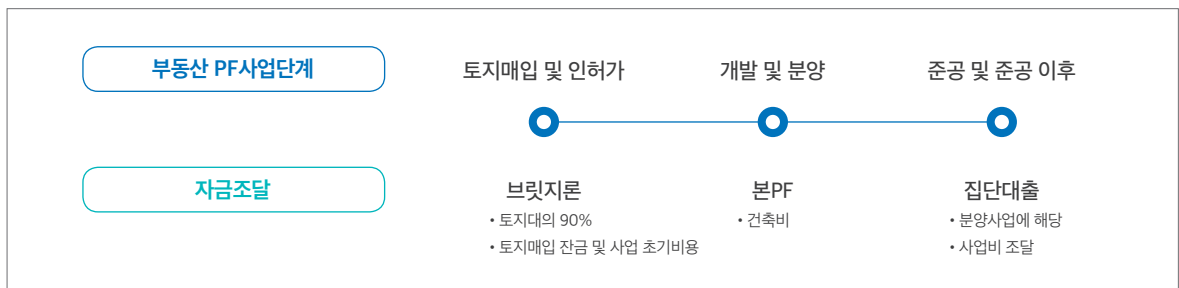 부동산 PF사업단계
토지매입 및 인허가
개발 및 분양
준공 및 준공 이후
자금조달
브릿지론
• 토지대의 90%
• 토지매입 잔금 및 사업 초기비용
본PF
• 건축비
집단대출
• 분양사업에 해당
• 사업비 조달